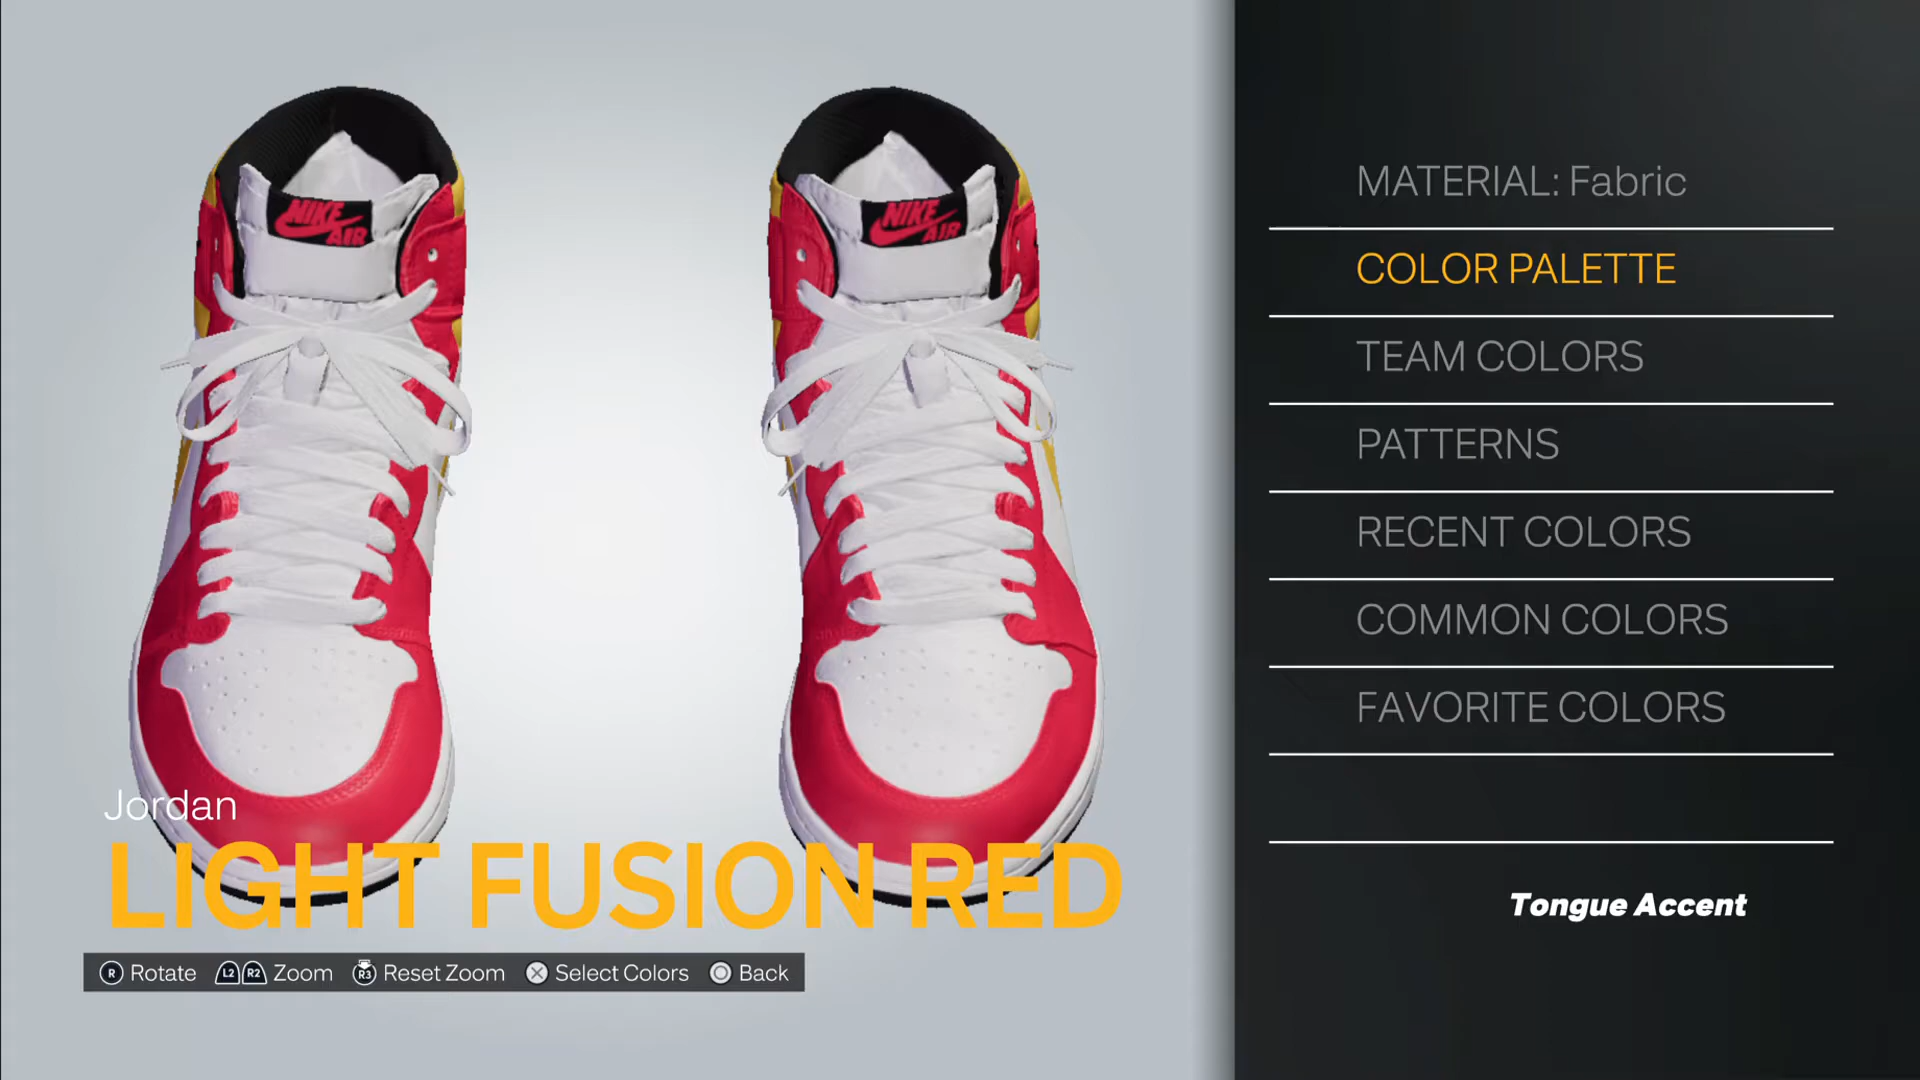 NIKE
AIR
NIKE
AIR
MATERIAL: Fabric
COLOR PALETTE
TEAM COLORS
PATTERNS
RECENT COLORS
COMMON COLORS
FAVORITE COLORS
Tongue Accent
Jordan
LIGHT FUSION RED
R Rotate L2 R2 Zoom R3 Reset Zoom Select Colors Back